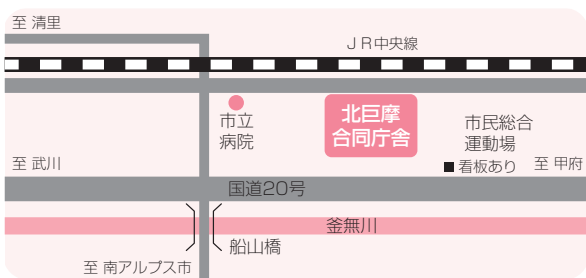 至 清里
JR中央線
市立
病院
北巨摩
合同庁舎
市民総合
運動場
■看板あり
至 武川
至 甲府
国道20号
釜無川
船山橋
至 南アルプス市